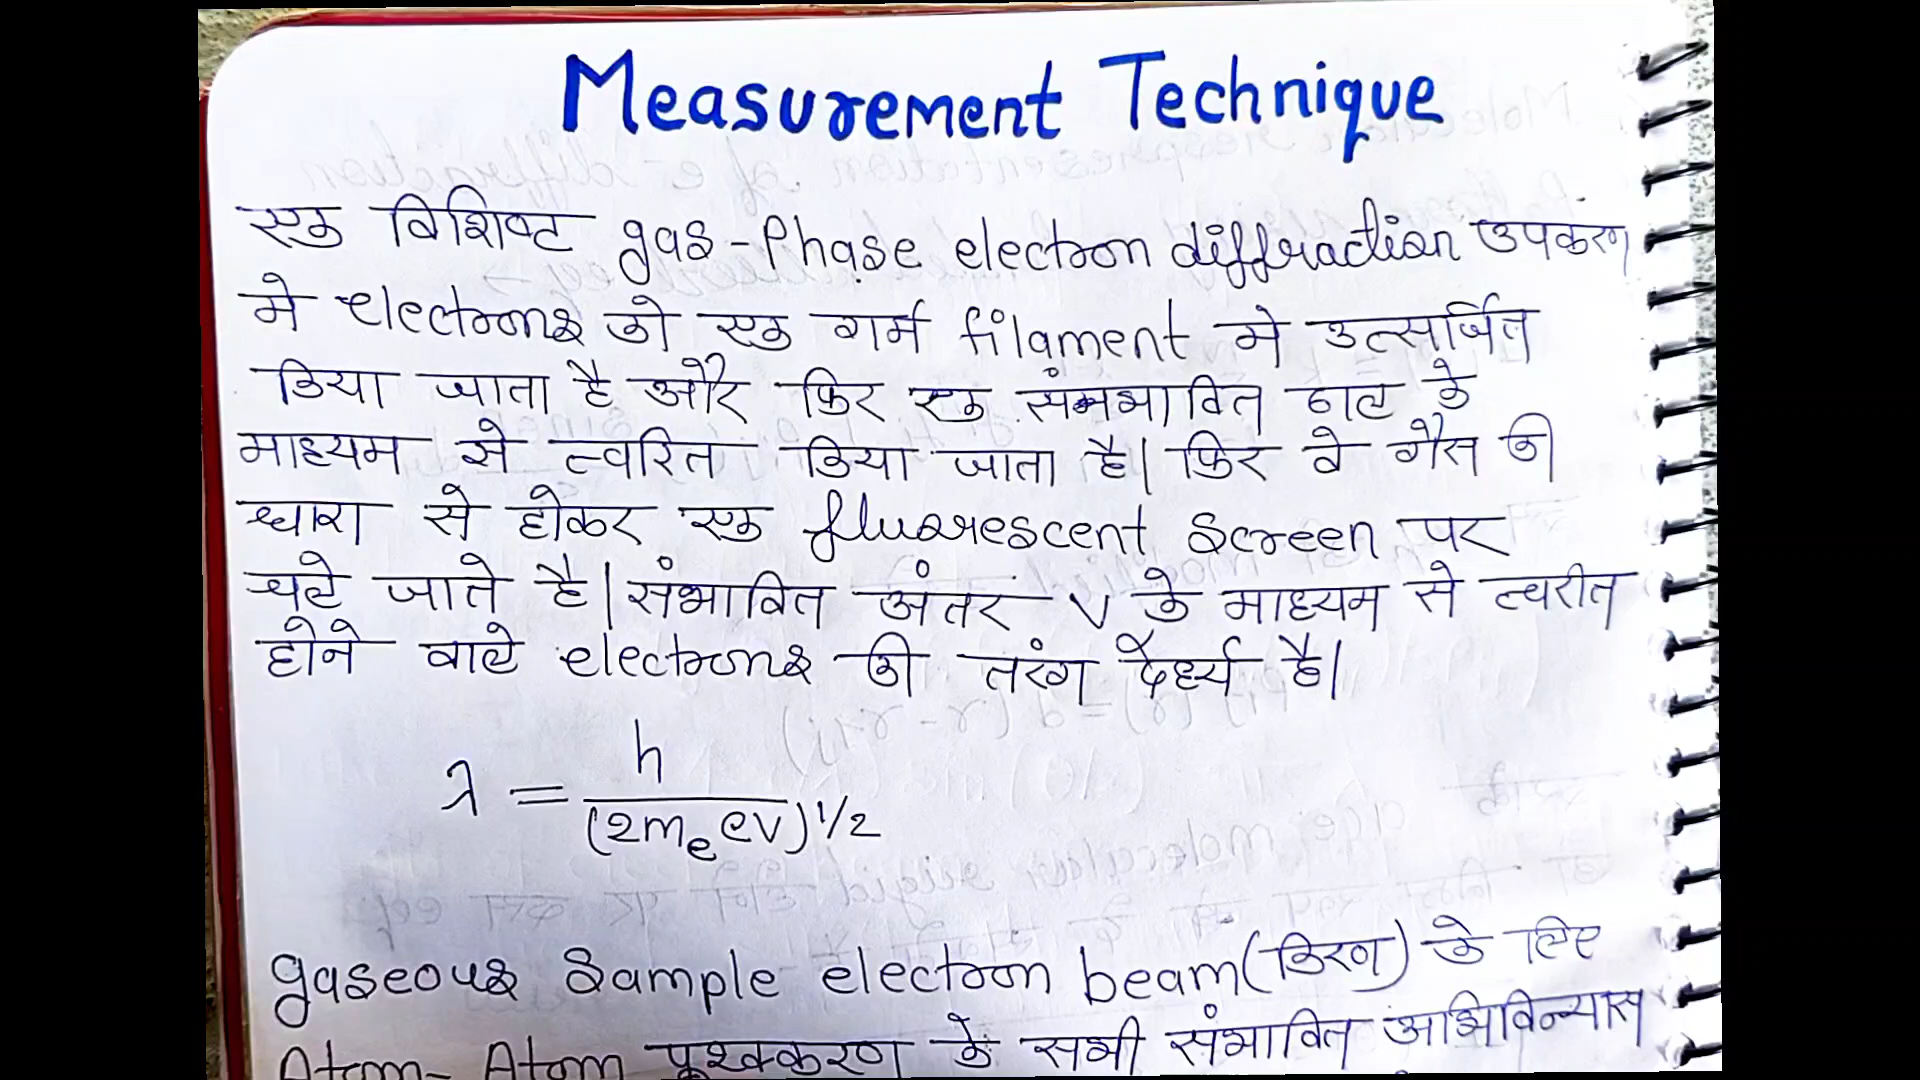 Measurement Technique
एक विशिष्ट gas-Phase electron diffraction उपकरण
मे electrons को एक गर्म filament मे उत्सर्जित
किया जाता है और फिर एक संभावित के
माध्यम से त्वरित किया जाता है। फिर वे गैस की
धारा से होकर एक fluorescent screen पर
चले जाते है। संभावित अंतर V के माध्यम से त्वरीत
होने वाले electrons की तरंग दैर्ध्य है।
λ = h / (2mₑeV)1/2
gaseous sample electron beam (किरण) के लिए
Atom-Atom पृथक्करण के सभी संभावित अभिविन्यास